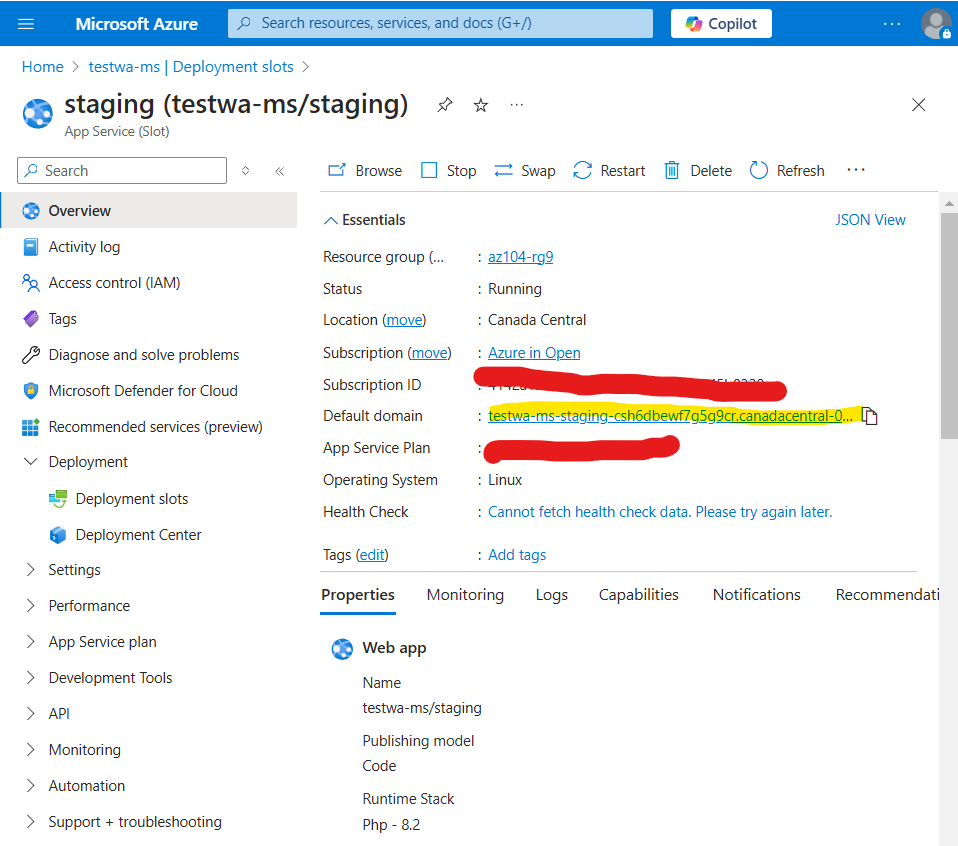 Microsoft Azure
Search resources, services, and docs (G+/)
Copilot
Home > testwa-ms | Deployment slots >
staging (testwa-ms/staging)
App Service (Slot)
Search
Browse Stop Swap Restart Delete Refresh
Overview
Activity log
Access control (IAM)
Tags
Diagnose and solve problems
Microsoft Defender for Cloud
Recommended services (preview)
Deployment
Deployment slots
Deployment Center
Settings
Performance
App Service plan
Development Tools
API
Monitoring
Automation
Support + troubleshooting
Essentials
JSON View
Resource group (... : az104-rg9
Status : Running
Location (move) : Canada Central
Subscription (move) : Azure in Open
Subscription ID :
Default domain : testwa-ms-staging-csh6dbewf7g5g9cr.canadacentral-0...
App Service Plan :
Operating System : Linux
Health Check : Cannot fetch health check data. Please try again later.
Tags (edit) : Add tags
Properties Monitoring Logs Capabilities Notifications Recommendati
Web app
Name
testwa-ms/staging
Publishing model
Code
Runtime Stack
Php - 8.2